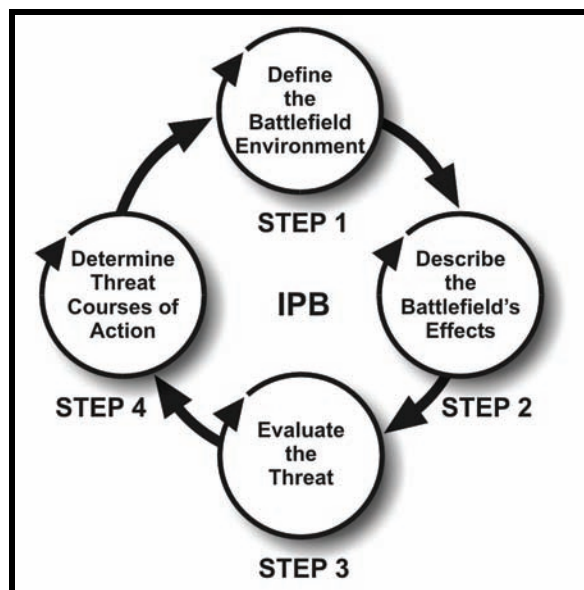 Define
the
Battlefield
Environment
STEP 1
Describe
the
Battlefield's
Effects
STEP 2
Evaluate
the
Threat
STEP 3
Determine
Threat
Courses of
Action
STEP 4
IPB